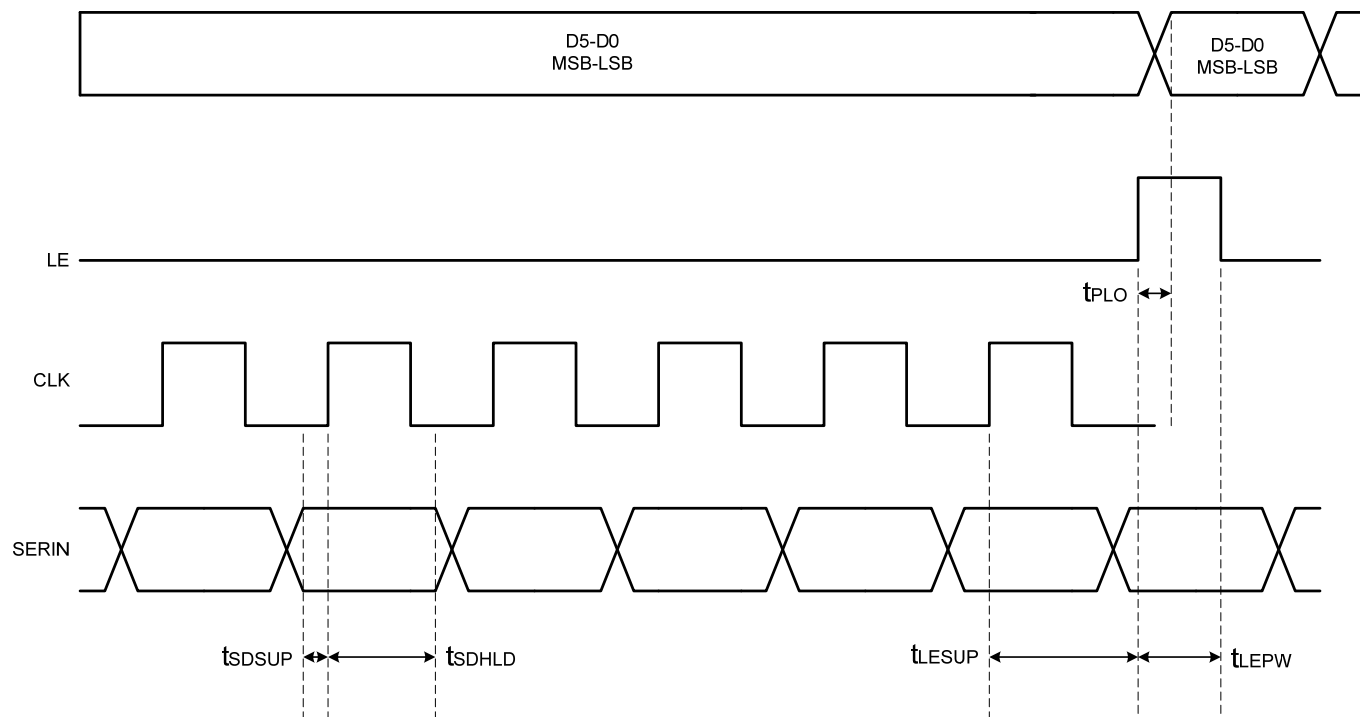 D5-D0
MSB-LSB
D5-D0
MSB-LSB
LE
tPLO
CLK
SERIN
tSDSUP
tSDHLD
tLESUP
tLEPW